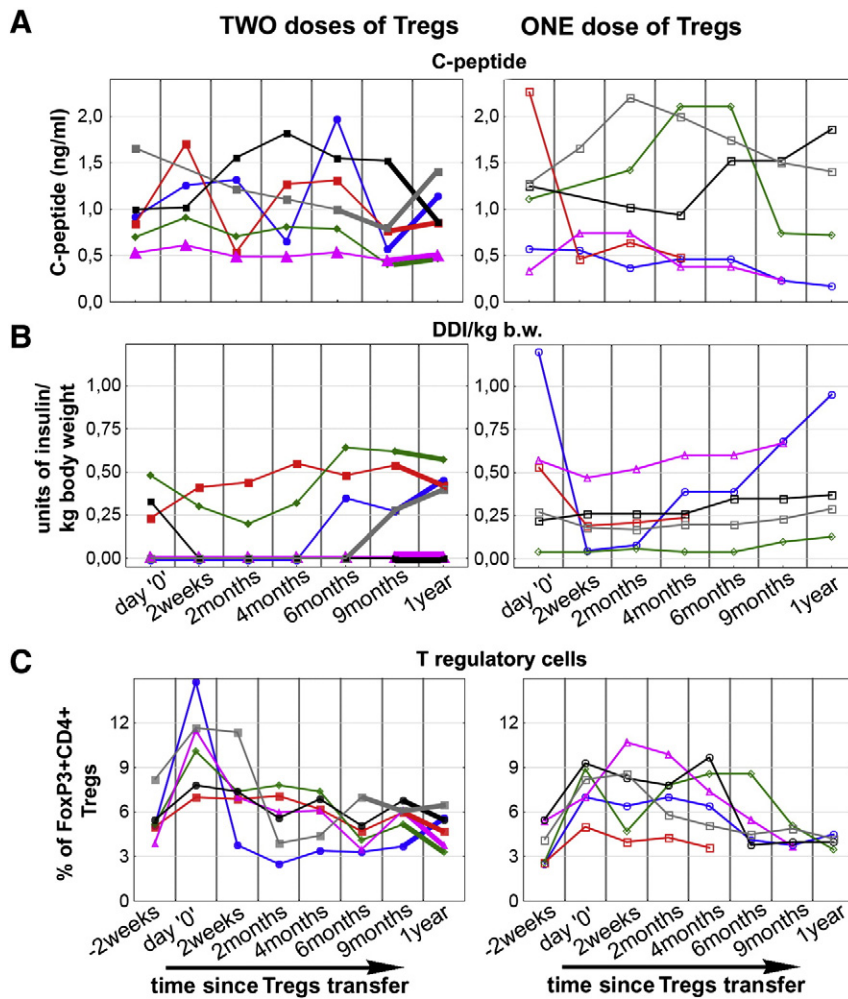 A
TWO doses of Tregs
ONE dose of Tregs
C-peptide
C-peptide (ng/ml)
2,0
1,5
1,0
0,5
0,0
2,0
1,5
1,0
0,5
0,0
B
DDI/kg b.w.
units of insulin/
kg body weight
1,00
0,75
0,50
0,25
0,00
1,00
0,75
0,50
0,25
0,00
day '0'
2weeks
2months
4months
6months
9months
1year
day '0'
2weeks
2months
4months
6months
9months
1year
C
T regulatory cells
% of FoxP3+CD4+
Tregs
12
9
6
3
0
12
9
6
3
0
-2weeks
day '0'
2weeks
2months
4months
6months
9months
1year
-2weeks
day '0'
2weeks
2months
4months
6months
9months
1year
time since Tregs transfer
time since Tregs transfer